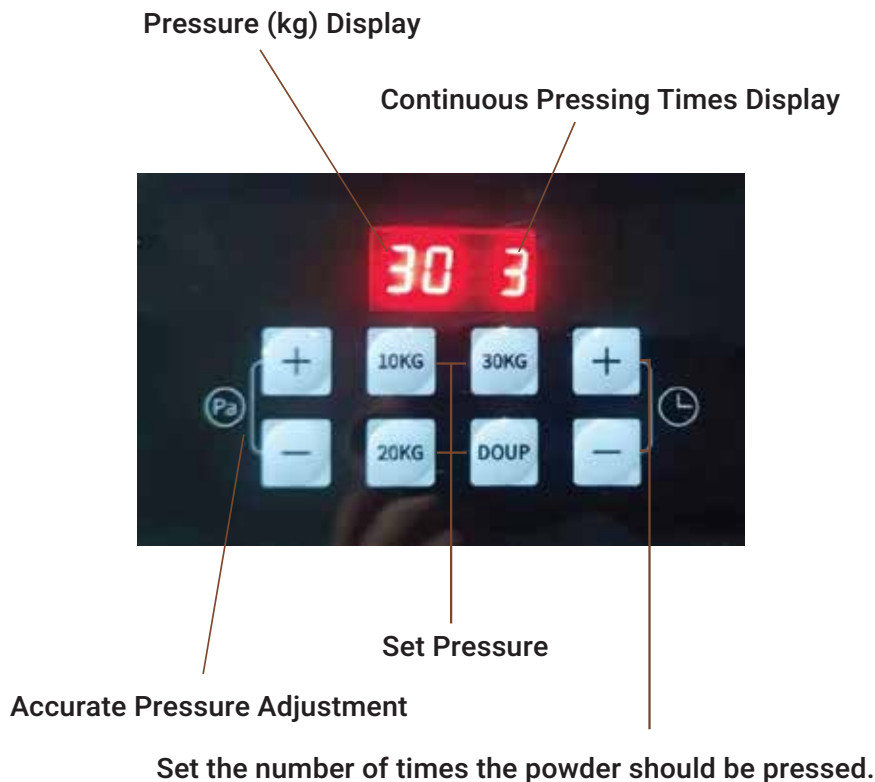 Pressure (kg) Display
Continuous Pressing Times Display
30 3
+ 10KG 30KG +
Pa
- 20KG DOUP -
Set Pressure
Accurate Pressure Adjustment
Set the number of times the powder should be pressed.